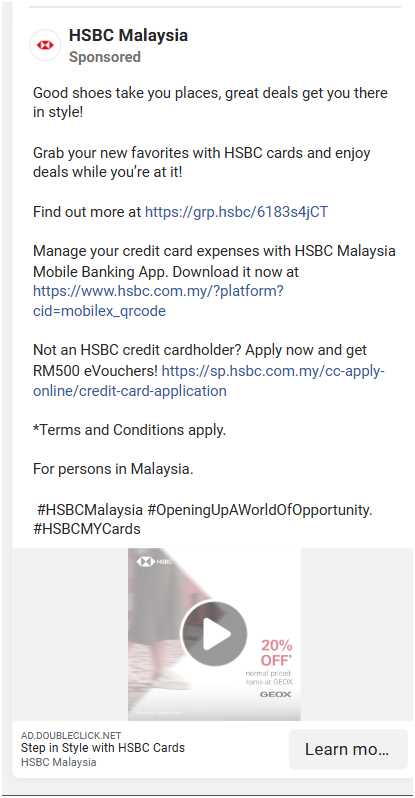 HSBC Malaysia
Sponsored
Good shoes take you places, great deals get you there
in style!
Grab your new favorites with HSBC cards and enjoy
deals while you're at it!
Find out more at https://grp.hsbc/6183s4jCT
Manage your credit card expenses with HSBC Malaysia
Mobile Banking App. Download it now at
https://www.hsbc.com.my/?platform?
cid=mobilex_qrcode
Not an HSBC credit cardholder? Apply now and get
RM500 eVouchers! https://sp.hsbc.com.my/cc-apply-
online/credit-card-application
*Terms and Conditions apply.
For persons in Malaysia.
#HSBCMalaysia #OpeningUpAWorldOfOpportunity.
#HSBCMYCards
HSBC
20%
OFF*
normal priced
items at GEOX
GEOX
AD.DOUBLECLICK.NET
Step in Style with HSBC Cards
HSBC Malaysia
Learn mo...